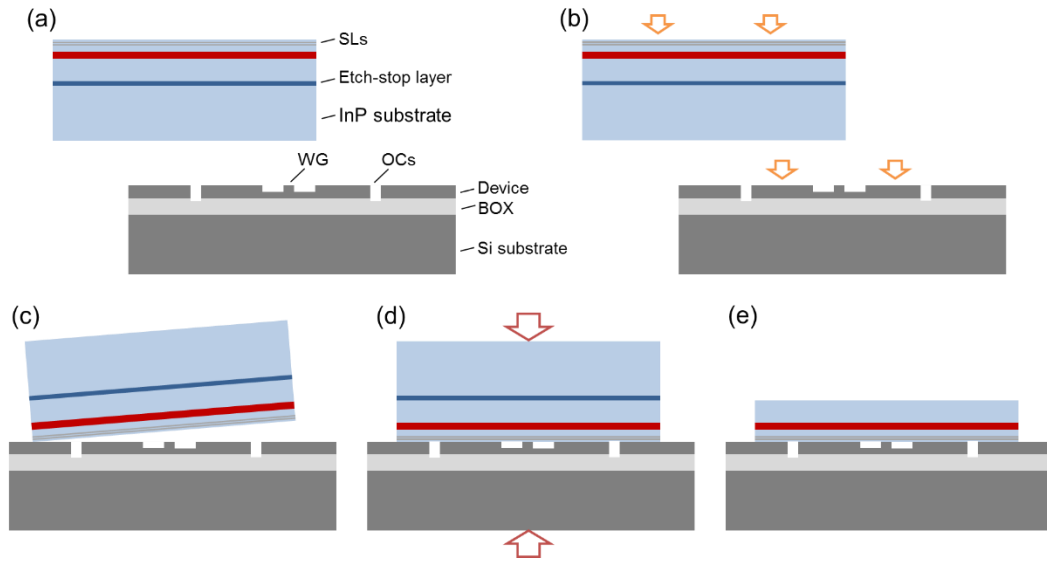 (a)
SLs
Etch-stop layer
InP substrate
WG
OCs
Device
BOX
Si substrate
(b)
(c)
(d)
(e)